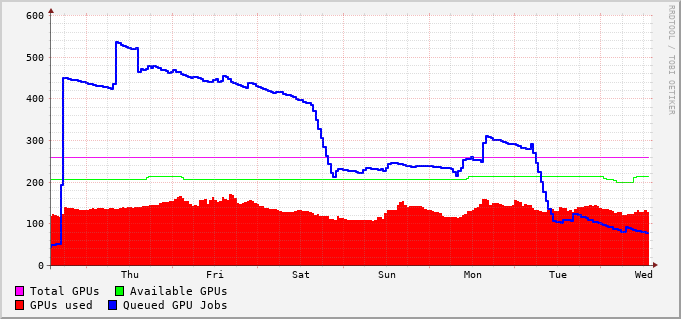 RRDTOOL / TOBI OETIKER
600
500
400
300
200
100
0
Thu Fri Sat Sun Mon Tue Wed
Total GPUs Available GPUs
GPUs used Queued GPU Jobs